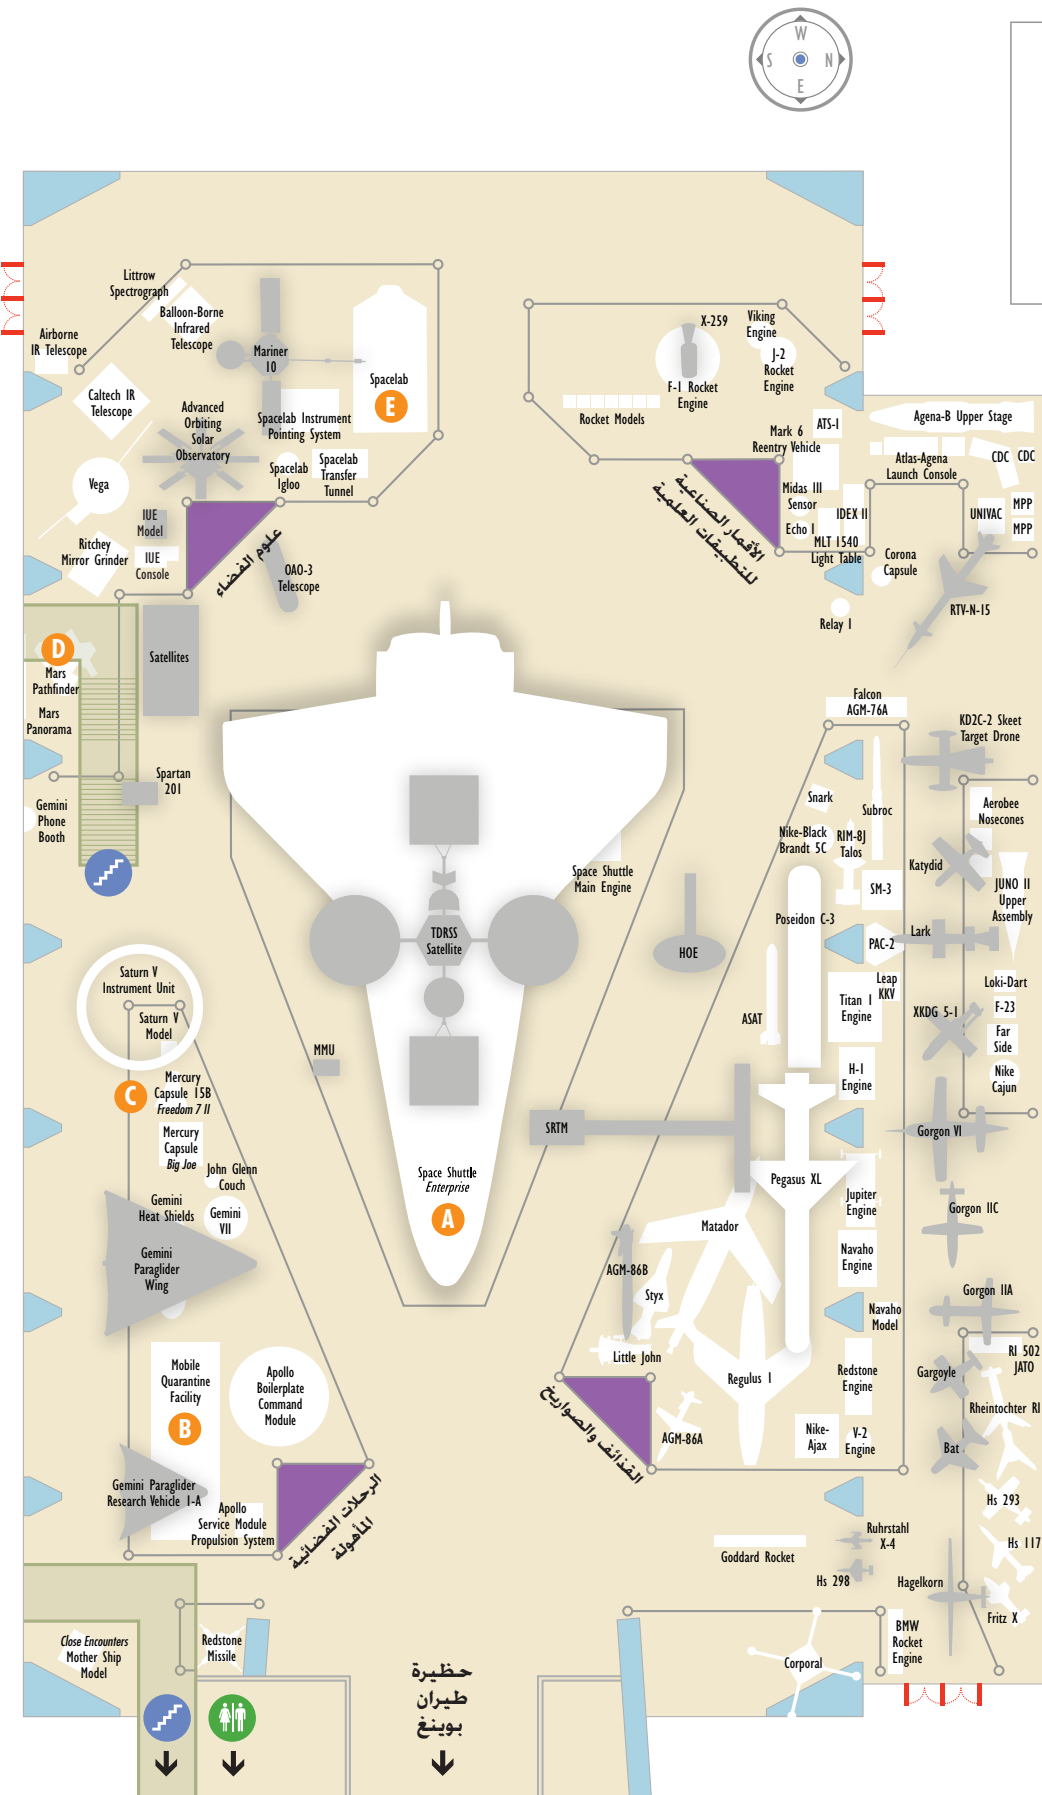 W
S
N
E
Littrow
Spectrograph
Balloon-Borne
Infrared
Telescope
Airborne
IR Telescope
Mariner
10
Spacelab
E
Caltech IR
Telescope
Advanced
Orbiting
Solar
Observatory
Spacelab Instrument
Pointing System
Spacelab
Igloo
Spacelab
Transfer
Tunnel
Vega
IUE
Model
IUE
Console
Ritchey
Mirror Grinder
علوم الفضاء
OAO-3
Telescope
X-259
Viking
Engine
J-2
Rocket
Engine
F-1 Rocket
Engine
Rocket Models
ATS-1
Mark 6
Reentry Vehicle
Agena-B Upper Stage
Atlas-Agena
Launch Console
CDC
CDC
Midas III
Sensor
IDEX II
UNIVAC
MPP
MPP
Echo 1
MLT 1540
Light Table
الأقمار الصناعية
للتطبيقات العلمية
Corona
Capsule
Relay 1
RTV-N-15
D
Mars
Pathfinder
Mars
Panorama
Satellites
Spartan
201
Gemini
Phone
Booth
Falcon
AGM-76A
KD2C-2 Skeet
Target Drone
Snark
Subroc
Aerobee
Nosecones
Nike-Black
Brandt 5C
RIM-8J
Talos
Katydid
Space Shuttle
Main Engine
SM-3
JUNO II
Upper
Assembly
Poseidon C-3
TDRSS
Satellite
HOE
PAC-2
Lark
Saturn V
Instrument Unit
Saturn V
Model
Leap
KKV
Loki-Dart
Titan 1
Engine
F-23
XKDG 5-1
ASAT
Far
Side
MMU
H-1
Engine
Nike
Cajun
C
Mercury
Capsule 15B
Freedom 7 II
SRTM
Gorgon VI
Mercury
Capsule
Big Joe
John Glenn
Couch
Space Shuttle
Enterprise
A
Pegasus XL
Jupiter
Engine
Gemini
Heat Shields
Gemini
VII
Gorgon IIC
Matador
Gemini
Paraglider
Wing
Navaho
Engine
AGM-86B
Styx
Gorgon IIA
Navaho
Model
Little John
RI 502
JATO
Mobile
Quarantine
Facility
B
Apollo
Boilerplate
Command
Module
Regulus 1
Redstone
Engine
Gargoyle
Rheintochter RI
القذائف والصواريخ
AGM-86A
Nike-
Ajax
V-2
Engine
Bat
Gemini Paraglider
Research Vehicle 1-A
Apollo
Service Module
Propulsion System
الرحلات الفضائية
المأهولة
Hs 293
Ruhrstahl
X-4
Goddard Rocket
Hs 117
Hs 298
Hagelkorn
Fritz X
Close Encounters
Mother Ship
Model
Redstone
Missile
BMW
Rocket
Engine
Corporal
حظيرة
طيران
بوينغ